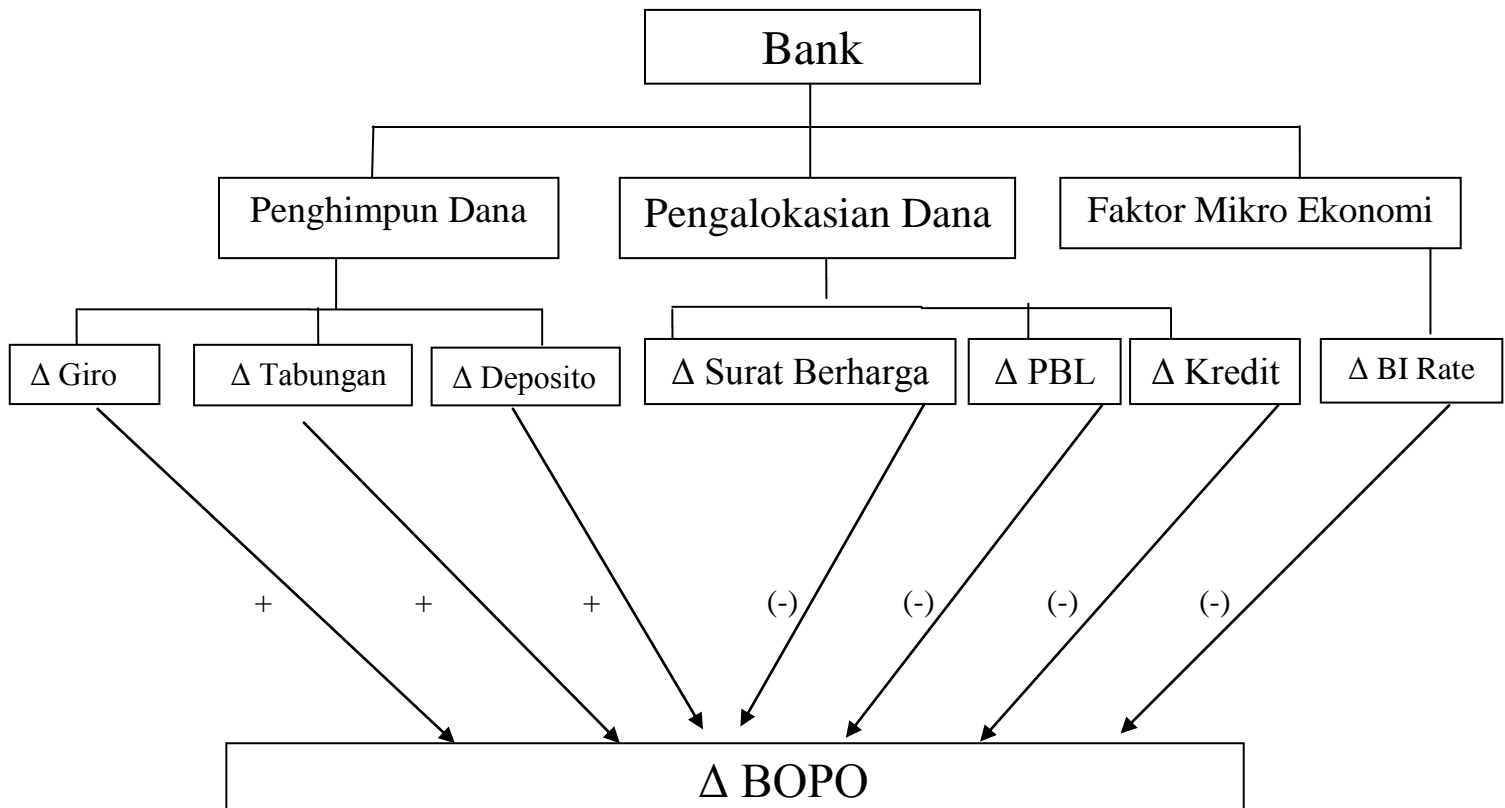 Bank
Penghimpun Dana
Pengalokasian Dana
Faktor Mikro Ekonomi
Δ Giro
Δ Tabungan
Δ Deposito
Δ Surat Berharga
Δ PBL
Δ Kredit
Δ BI Rate
+
+
+
(-)
(-)
(-)
(-)
Δ BOPO